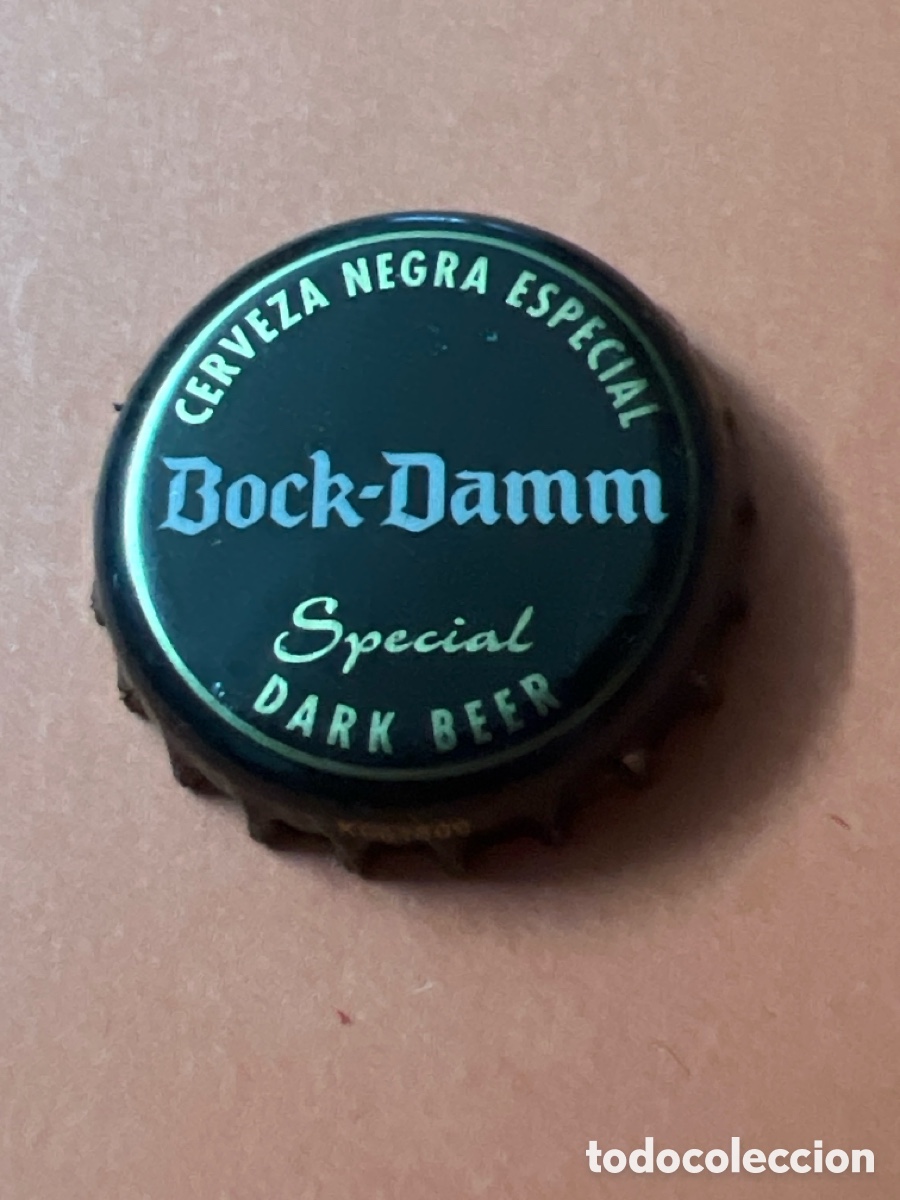 CERVEZA NEGRA ESPECIAL
Bock-Damm
Special
DARK BEER
todocoleccion